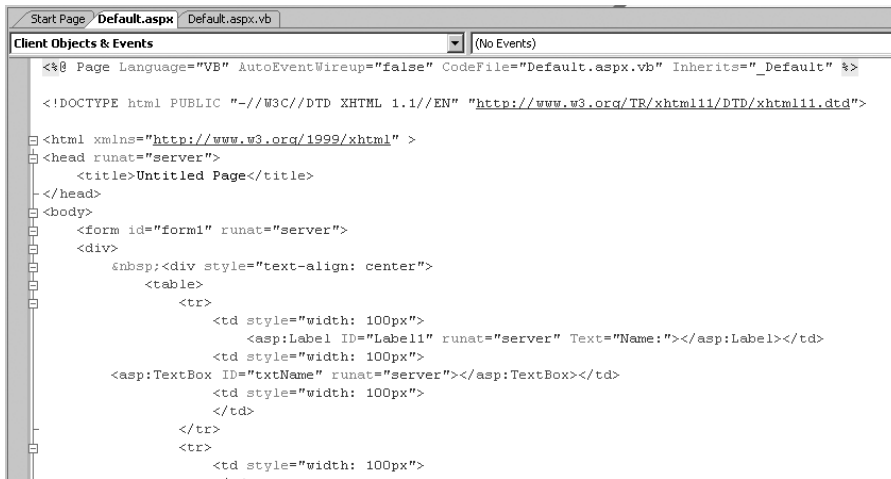 Start Page Default.aspx Default.aspx.vb
Client Objects & Events (No Events)
<%@ Page Language="VB" AutoEventWireup="false" CodeFile="Default.aspx.vb" Inherits="_Default" %>
<!DOCTYPE html PUBLIC "-//W3C//DTD XHTML 1.1//EN" "http://www.w3.org/TR/xhtml11/DTD/xhtml11.dtd">
<html xmlns="http://www.w3.org/1999/xhtml" >
<head runat="server">
<title>Untitled Page</title>
</head>
<body>
<form id="form1" runat="server">
<div>
&nbsp;<div style="text-align: center">
<table>
<tr>
<td style="width: 100px">
<asp:Label ID="Label1" runat="server" Text="Name:"></asp:Label></td>
<td style="width: 100px">
<asp:TextBox ID="txtName" runat="server"></asp:TextBox></td>
<td style="width: 100px">
</td>
</tr>
<tr>
<td style="width: 100px">